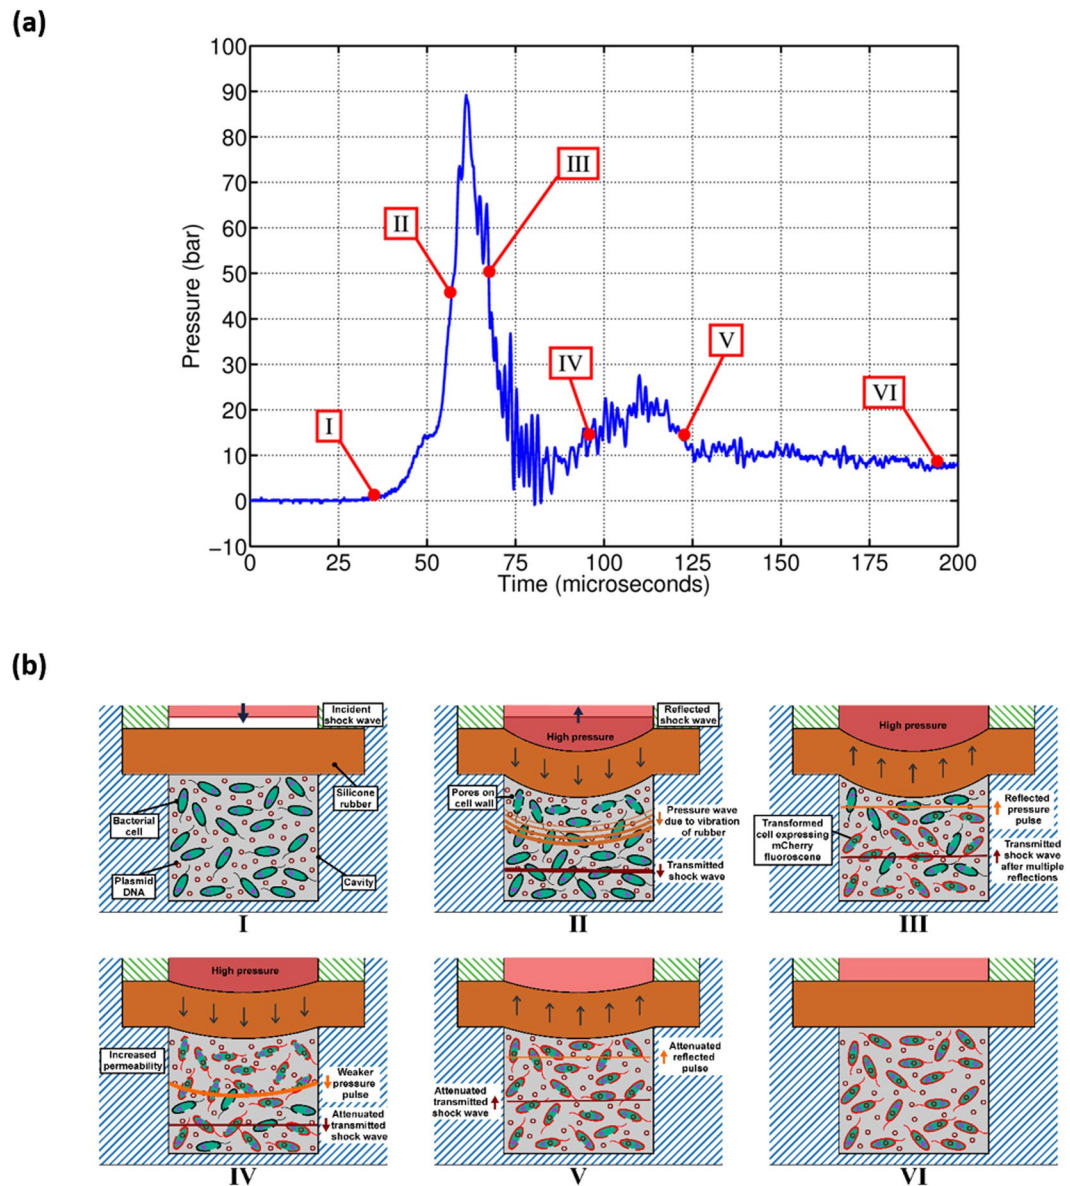 (a)
100
90
80
70
60
50
40
30
20
10
0
−10
Pressure (bar)
I
II
III
IV
V
VI
0
25
50
75
100
125
150
175
200
Time (microseconds)
(b)
Incident
shock wave
Silicone
rubber
Bacterial
cell
Plasmid
DNA
Cavity
I
Reflected
shock wave
High pressure
Pores on
cell wall
Pressure wave
due to vibration
of rubber
Transmitted
shock wave
II
High pressure
Reflected
pressure
pulse
Transformed
cell expressing
mCherry
fluoroscene
Transmitted
shock wave
after multiple
reflections
III
High pressure
Increased
permeability
Weaker
pressure
pulse
Attenuated
transmitted
shock wave
IV
Attenuated
reflected
pulse
Attenuated
transmitted
shock wave
V
VI